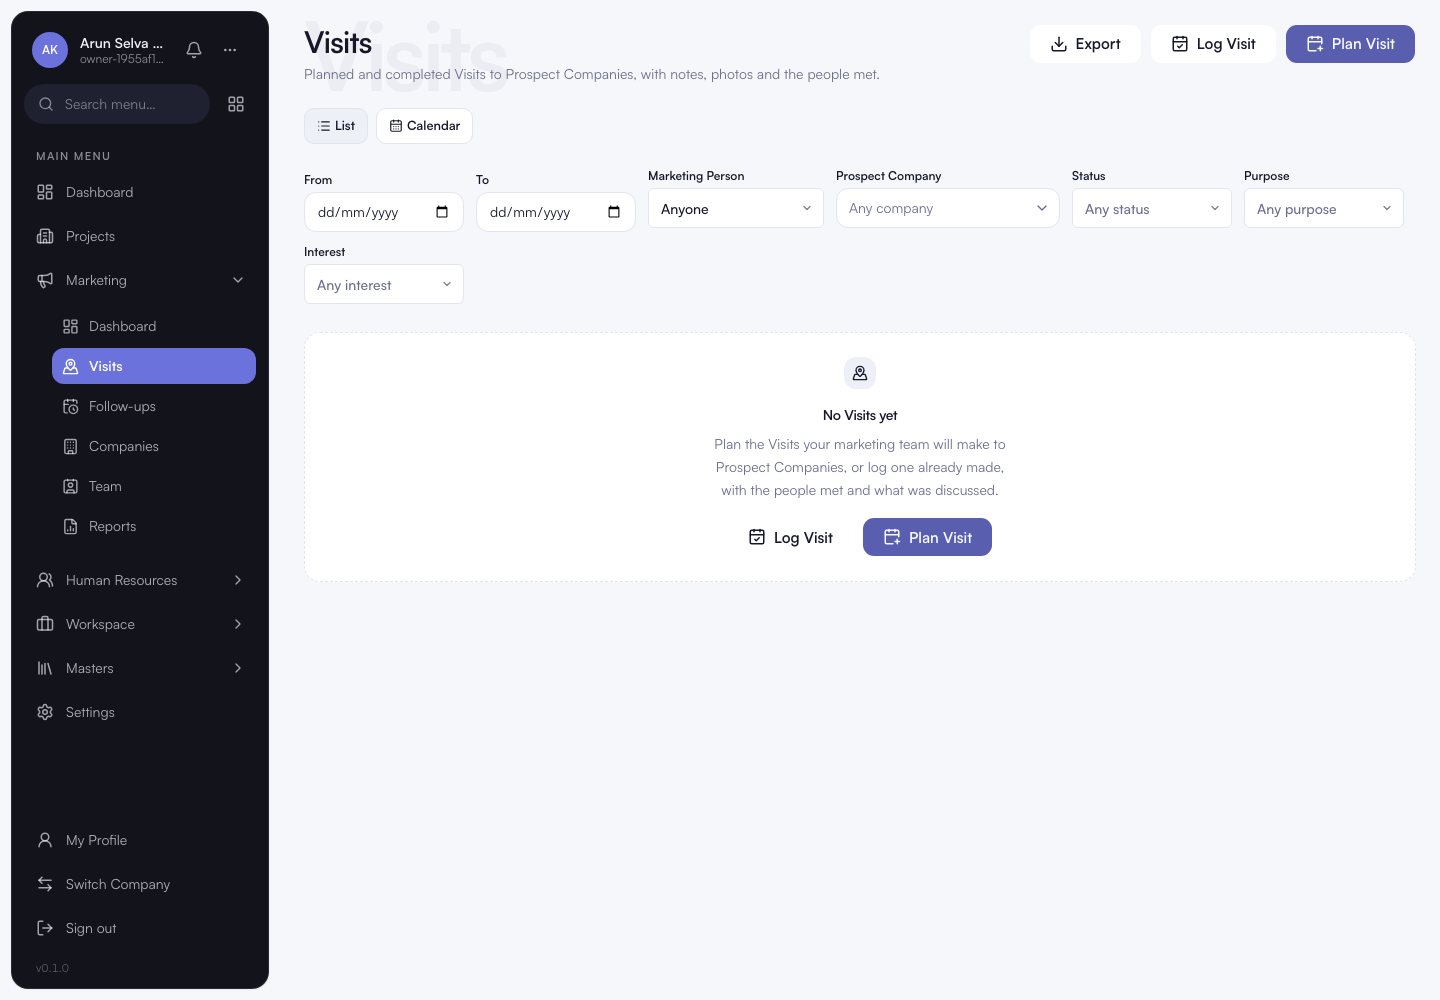 AK
Arun Selva ...
owner-1955af1...
Search menu...
MAIN MENU
Dashboard
Projects
Marketing
Dashboard
Visits
Follow-ups
Companies
Team
Reports
Human Resources
Workspace
Masters
Settings
My Profile
Switch Company
Sign out
v0.1.0
Visits
Visits
Planned and completed Visits to Prospect Companies, with notes, photos and the people met.
Export
Log Visit
Plan Visit
List
Calendar
From
To
Marketing Person
Prospect Company
Status
Purpose
dd/mm/yyyy
dd/mm/yyyy
Anyone
Any company
Any status
Any purpose
Interest
Any interest
No Visits yet
Plan the Visits your marketing team will make to
Prospect Companies, or log one already made,
with the people met and what was discussed.
Log Visit
Plan Visit